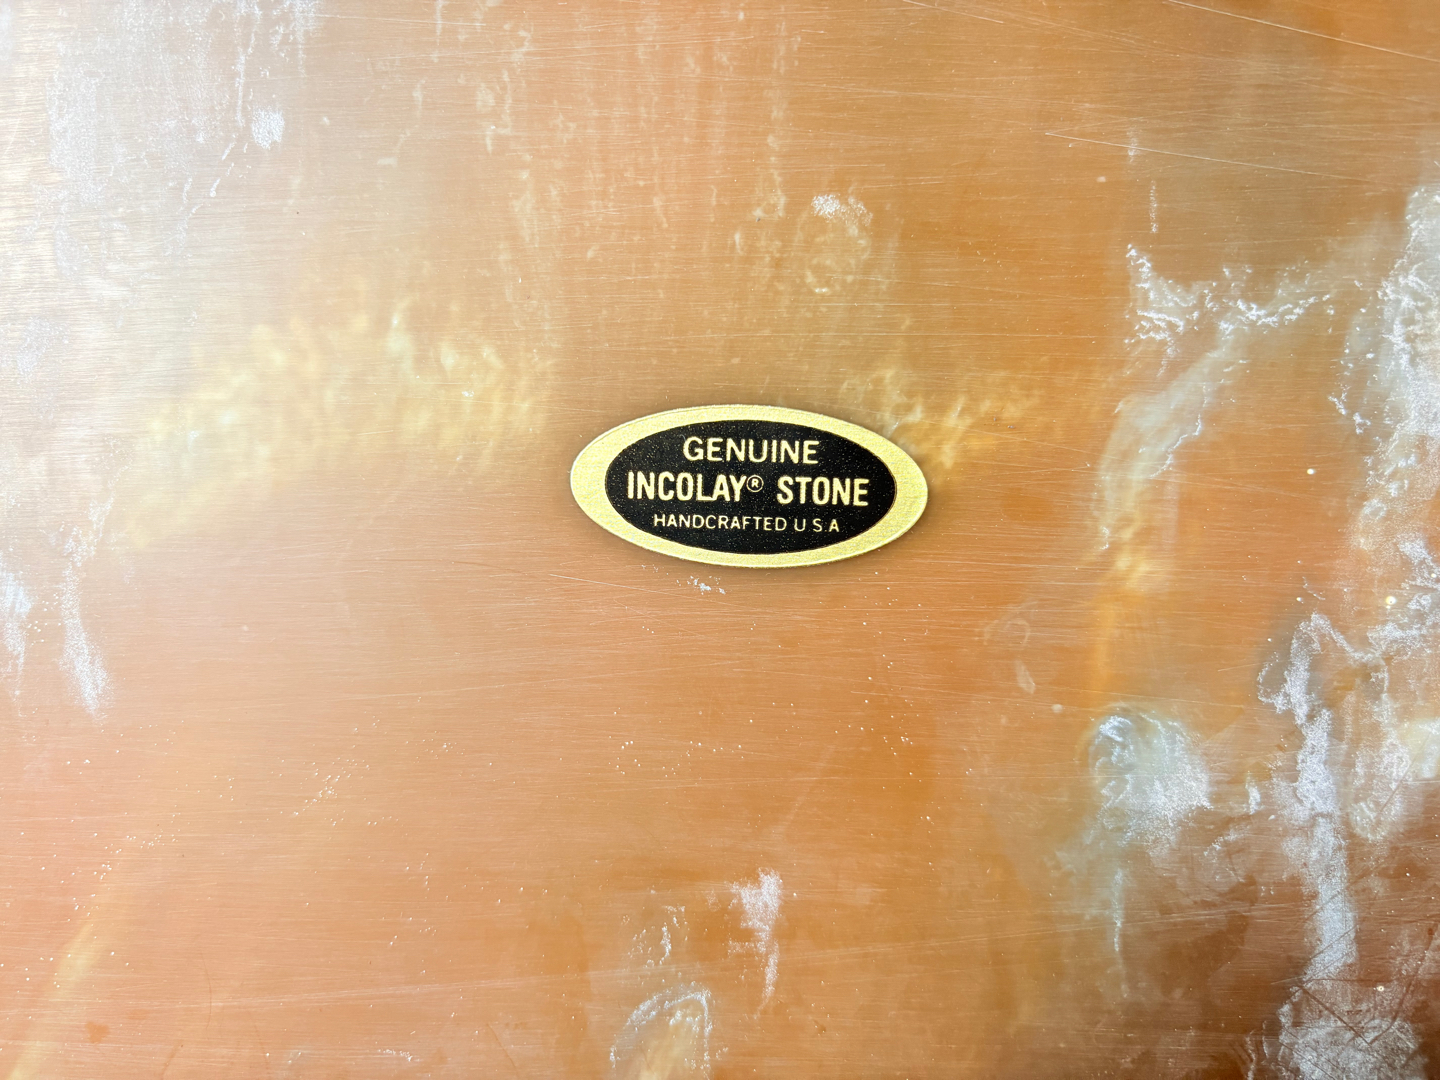 GENUINE
INCOLAY® STONE
HANDCRAFTED U.S.A